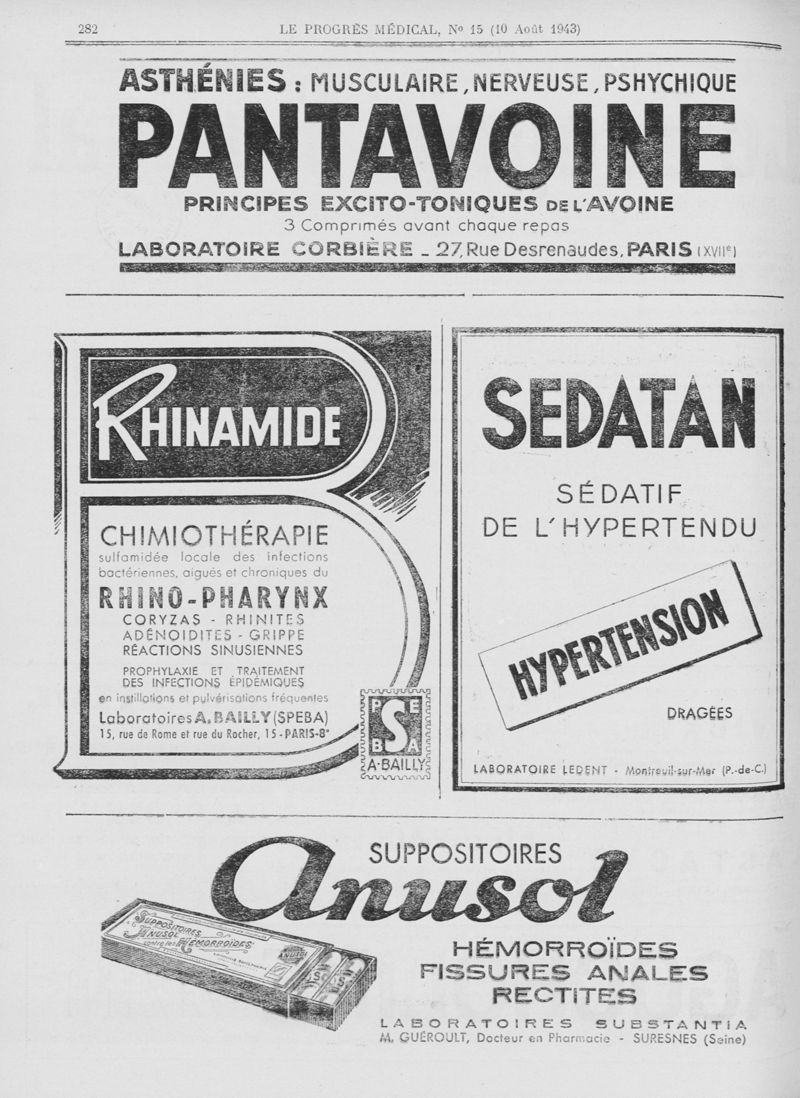 282
LE PROGRÈS MÉDICAL, No 15 (10 Août 1943)
ASTHÉNIES : MUSCULAIRE, NERVEUSE, PSHYCHIQUE
PANTAVOINE
PRINCIPES EXCITO-TONIQUES DE L'AVOINE
3 Comprimés avant chaque repas
LABORATOIRE CORBIÈRE _ 27, Rue Desrenaudes, PARIS (XVIIe)
RHINAMIDE
CHIMIOTHÉRAPIE
sulfamidée locale des infections
bactériennes, aiguës et chroniques du
RHINO-PHARYNX
CORYZAS - RHINITES
ADÉNOIDITES - GRIPPE
RÉACTIONS SINUSIENNES
PROPHYLAXIE ET TRAITEMENT
DES INFECTIONS ÉPIDÉMIQUES
en instillations et pulvérisations fréquentes
Laboratoires A. BAILLY (SPEBA)
15, rue de Rome et rue du Rocher, 15 - PARIS-8e
SPEBA
A. BAILLY
SEDATAN
SÉDATIF
DE L'HYPERTENDU
HYPERTENSION
DRAGÉES
LABORATOIRE LEDENT - Montreuil-sur-Mer (P.-de-C.)
SUPPOSITOIRES
Anusol
SUPPOSITOIRES
ANUSOL
contre les HÉMORROÏDES
ANUSOL
HÉMORROÏDES
FISSURES ANALES
RECTITES
LABORATOIRES SUBSTANTIA
M. GUÉROULT, Docteur en Pharmacie - SURESNES (Seine)